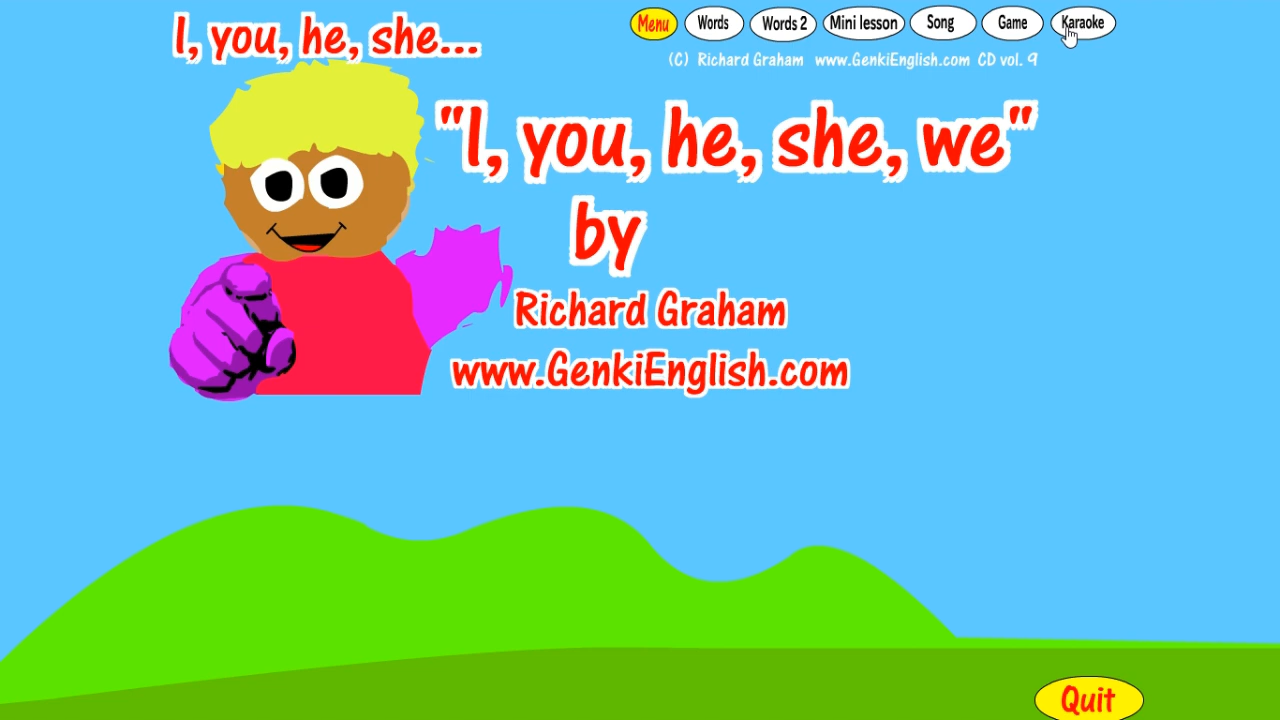 I, you, he, she...
Menu Words Words 2 Mini lesson Song Game Karaoke
(C) Richard Graham www.GenkiEnglish.com CD vol. 9
"I, you, he, she, we"
by
Richard Graham
www.GenkiEnglish.com
Quit